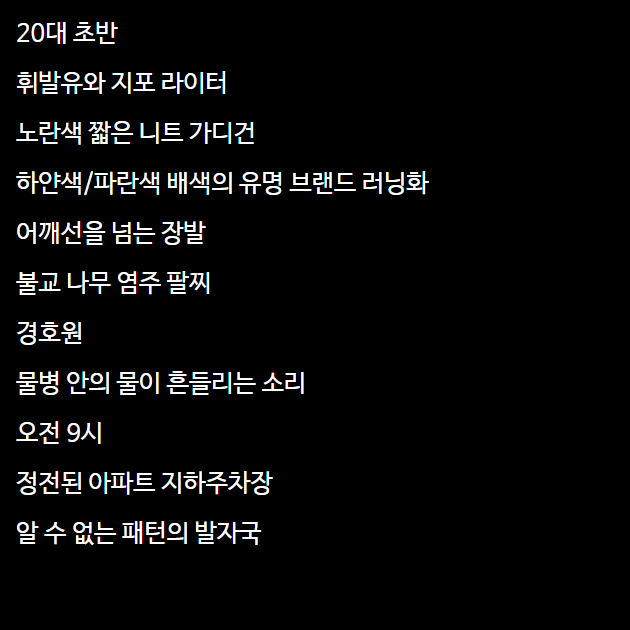 20대 초반
휘발유와 지포 라이터
노란색 짧은 니트 가디건
하얀색/파란색 배색의 유명 브랜드 러닝화
어깨선을 넘는 장발
불교 나무 염주 팔찌
경호원
물병 안의 물이 흔들리는 소리
오전 9시
정전된 아파트 지하주차장
알 수 없는 패턴의 발자국